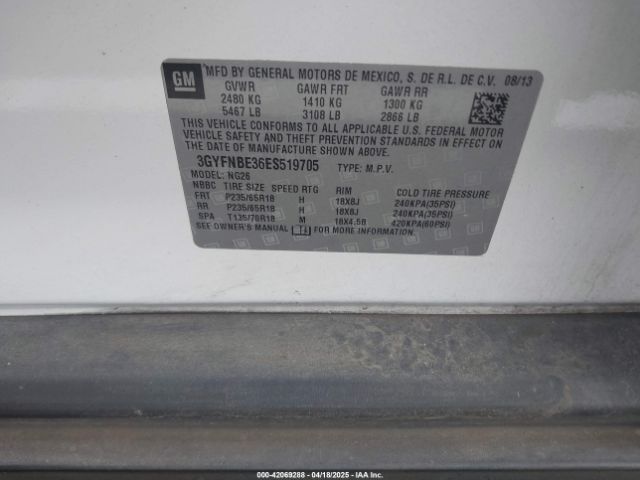 GM
MFD BY GENERAL MOTORS DE MEXICO, S. DE R.L. DE C.V. 08/13
GVWR GAWR FRT GAWR RR
2480 KG 1410 KG 1300 KG
5467 LB 3108 LB 2866 LB
THIS VEHICLE CONFORMS TO ALL APPLICABLE U.S. FEDERAL MOTOR
VEHICLE SAFETY AND THEFT PREVENTION STANDARDS IN EFFECT ON
THE DATE OF MANUFACTURE SHOWN ABOVE.
3GYFNBE36ES519705 TYPE: M.P.V.
MODEL: NG26
NBBC TIRE SIZE SPEED RTG RIM COLD TIRE PRESSURE
FRT P235/65R18 H 18X8J 240KPA(35PSI)
RR P235/65R18 H 18X8J 240KPA(35PSI)
SPA T135/70R18 M 18X4.5B 420KPA(60PSI)
SEE OWNER'S MANUAL FOR MORE INFORMATION.
000-42069288 - 04/18/2025 - IAA Inc.